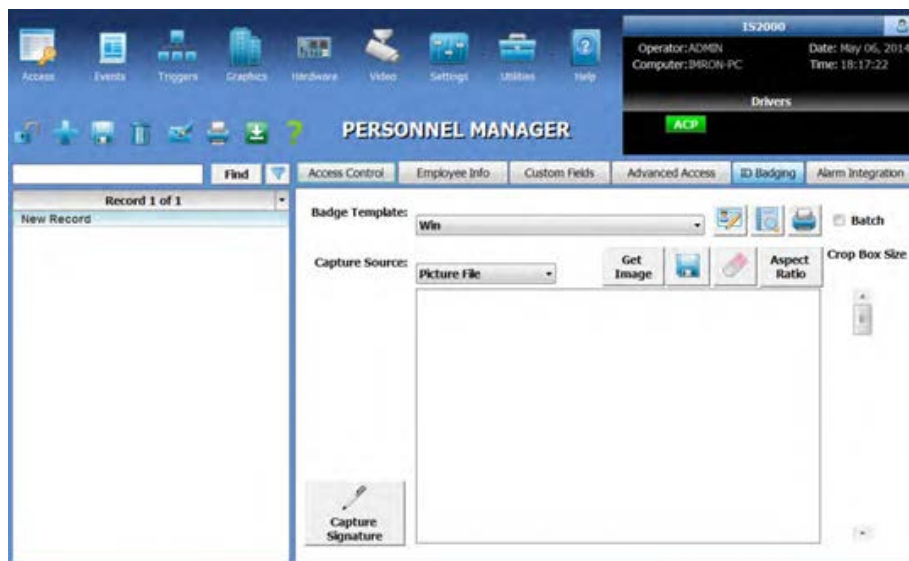 IS2000
Operator:ADMIN
Date: May 06, 2014
Computer:IMRON-PC
Time: 18:17:22
Access
Events
Triggers
Graphics
Hardware
Video
Settings
Utilities
Help
Drivers
ACP
PERSONNEL MANAGER
Find
Access Control
Employee Info
Custom Fields
Advanced Access
ID Badging
Alarm Integration
Record 1 of 1
New Record
Badge Template:
Win
Batch
Capture Source:
Picture File
Get
Image
Aspect
Ratio
Crop Box Size
Capture
Signature